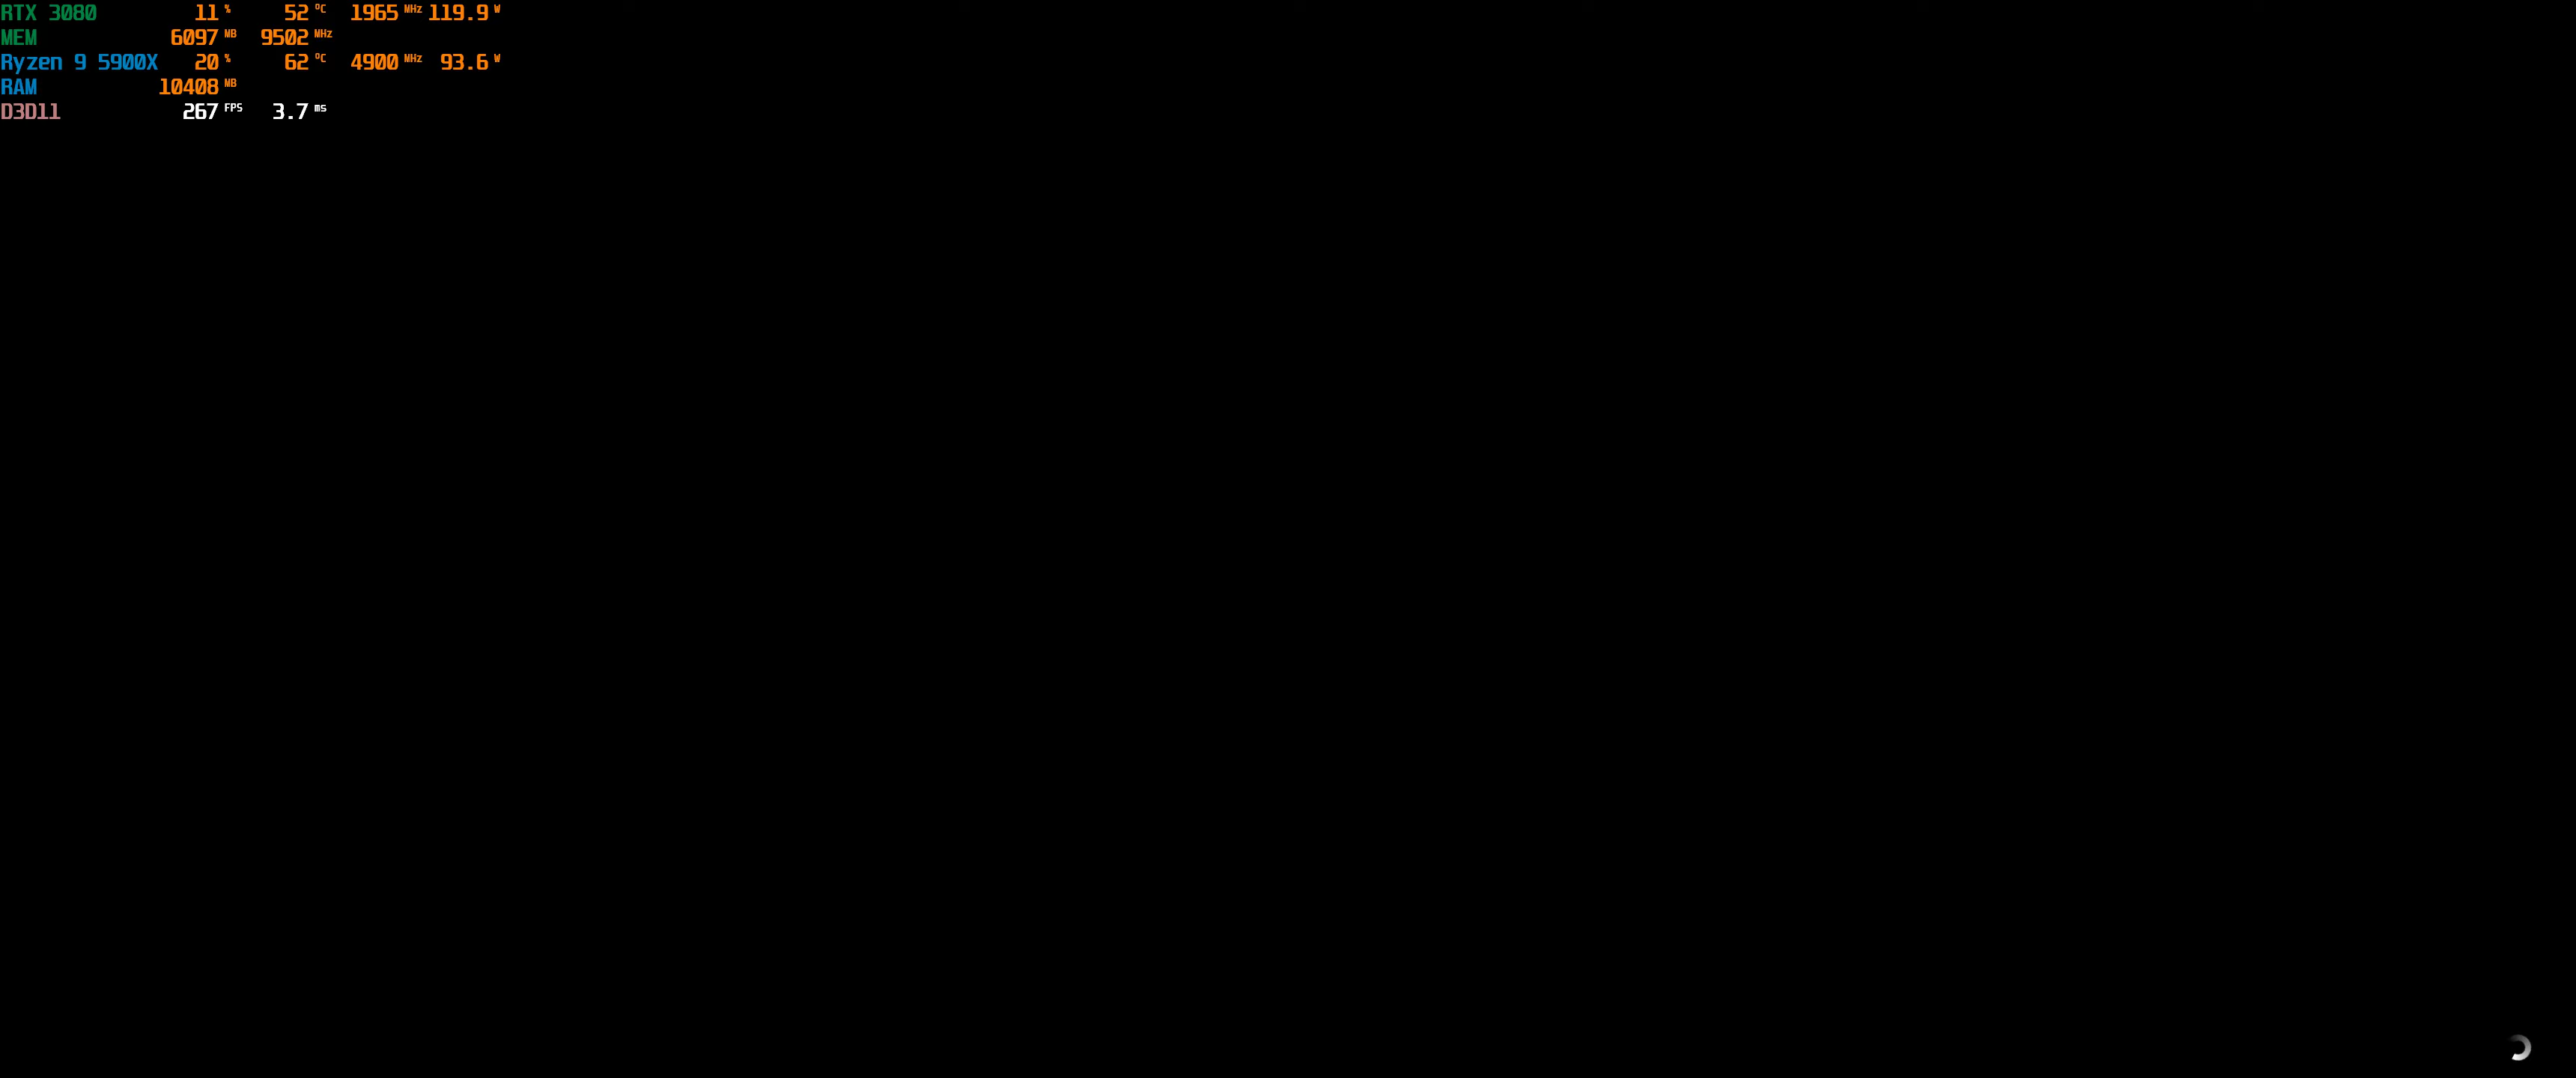 RTX 3080 11 % 52 °C 1965 MHz 119.9 W
MEM 6097 MB 9502 MHz
Ryzen 9 5900X 20 % 62 °C 4900 MHz 93.6 W
RAM 10408 MB
D3D11 267 FPS 3.7 ms